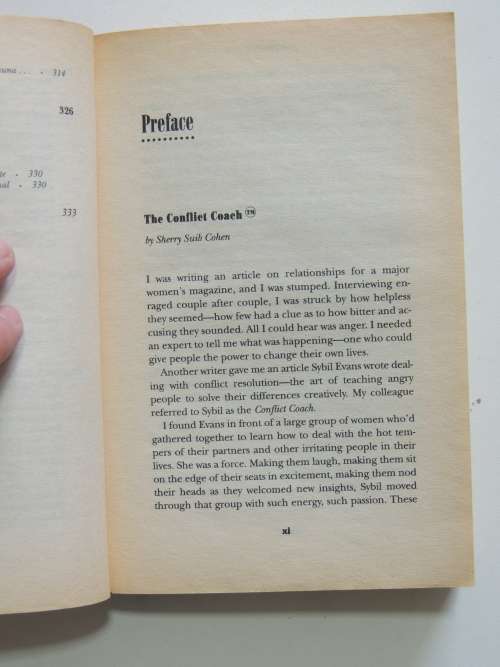 314
326
330
330
333
Preface
The Conflict Coach TM
by Sherry Suib Cohen
I was writing an article on relationships for a major
women's magazine, and I was stumped. Interviewing en-
raged couple after couple, I was struck by how helpless
they seemed—how few had a clue as to how bitter and ac-
cusing they sounded. All I could hear was anger. I needed
an expert to tell me what was happening—one who could
give people the power to change their own lives.
Another writer gave me an article Sybil Evans wrote deal-
ing with conflict resolution—the art of teaching angry
people to solve their differences creatively. My colleague
referred to Sybil as the Conflict Coach.
I found Evans in front of a large group of women who'd
gathered together to learn how to deal with the hot tem-
pers of their partners and other irritating people in their
lives. She was a force. Making them laugh, making them sit
on the edge of their seats in excitement, making them nod
their heads as they welcomed new insights, Sybil moved
through that group with such energy, such passion. These
xi